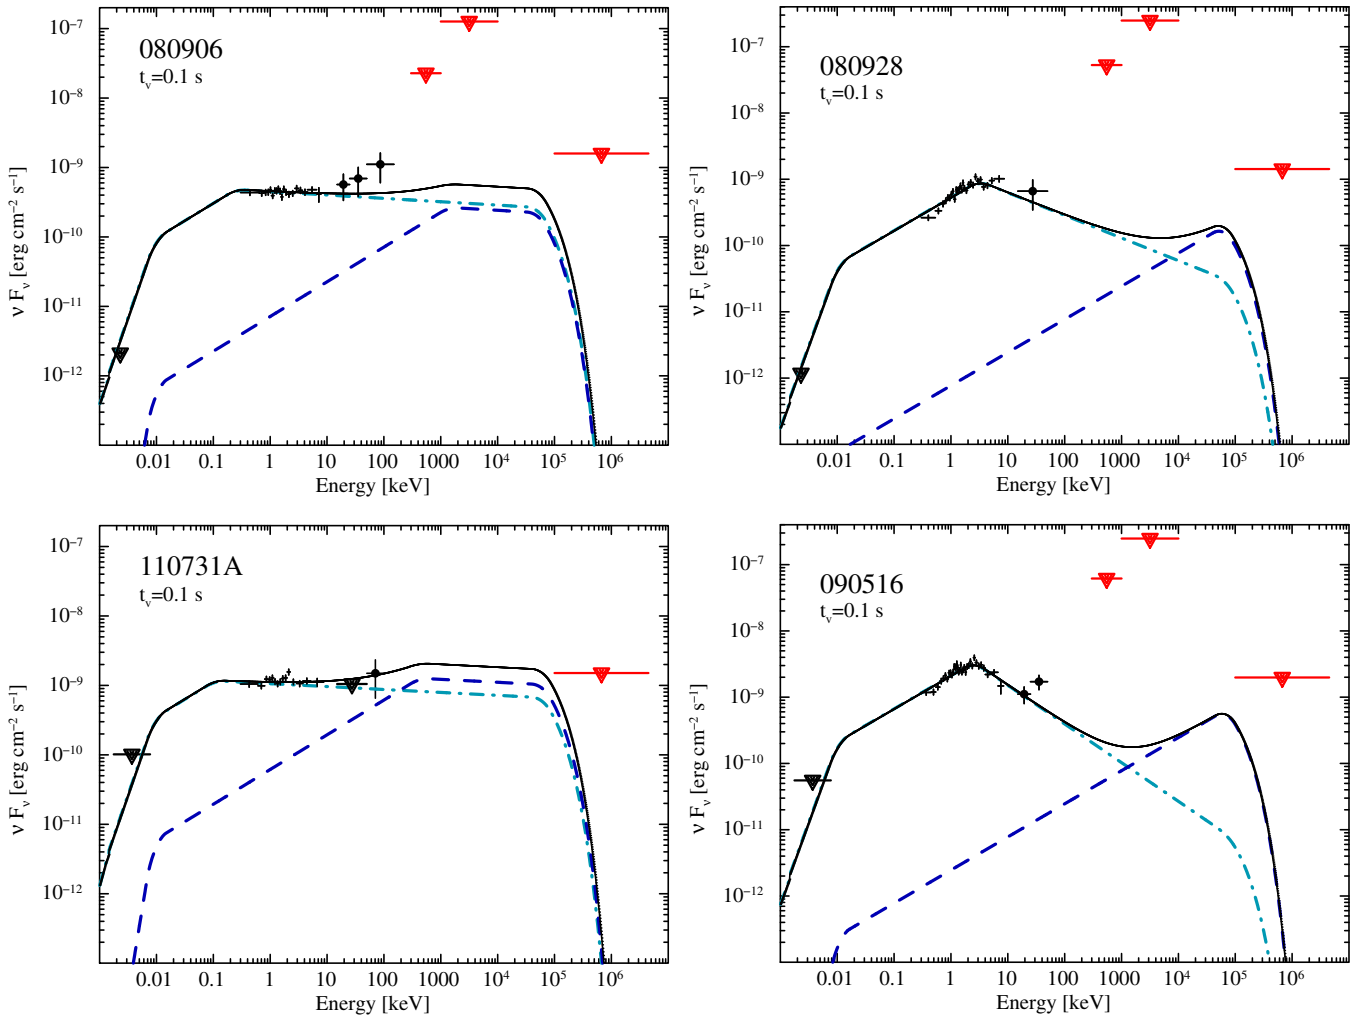 080906
t_v=0.1 s
10⁻⁷
10⁻⁸
10⁻⁹
10⁻¹⁰
10⁻¹¹
10⁻¹²
ν F_ν [erg cm⁻² s⁻¹]
0.01 0.1 1 10 100 1000 10⁴ 10⁵ 10⁶
Energy [keV]
080928
t_v=0.1 s
10⁻⁷
10⁻⁸
10⁻⁹
10⁻¹⁰
10⁻¹¹
10⁻¹²
ν F_ν [erg cm⁻² s⁻¹]
0.01 0.1 1 10 100 1000 10⁴ 10⁵ 10⁶
Energy [keV]
110731A
t_v=0.1 s
10⁻⁷
10⁻⁸
10⁻⁹
10⁻¹⁰
10⁻¹¹
10⁻¹²
ν F_ν [erg cm⁻² s⁻¹]
0.01 0.1 1 10 100 1000 10⁴ 10⁵ 10⁶
Energy [keV]
090516
t_v=0.1 s
10⁻⁷
10⁻⁸
10⁻⁹
10⁻¹⁰
10⁻¹¹
10⁻¹²
ν F_ν [erg cm⁻² s⁻¹]
0.01 0.1 1 10 100 1000 10⁴ 10⁵ 10⁶
Energy [keV]